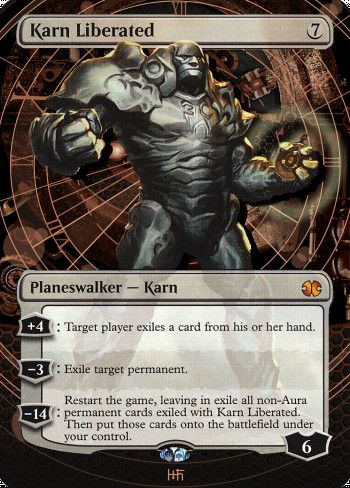 Karn Liberated 7
Planeswalker — Karn
+4 : Target player exiles a card from his or her hand.
−3 : Exile target permanent.
Restart the game, leaving in exile all non-Aura
−14 : permanent cards exiled with Karn Liberated.
Then put those cards onto the battlefield under
your control.
6